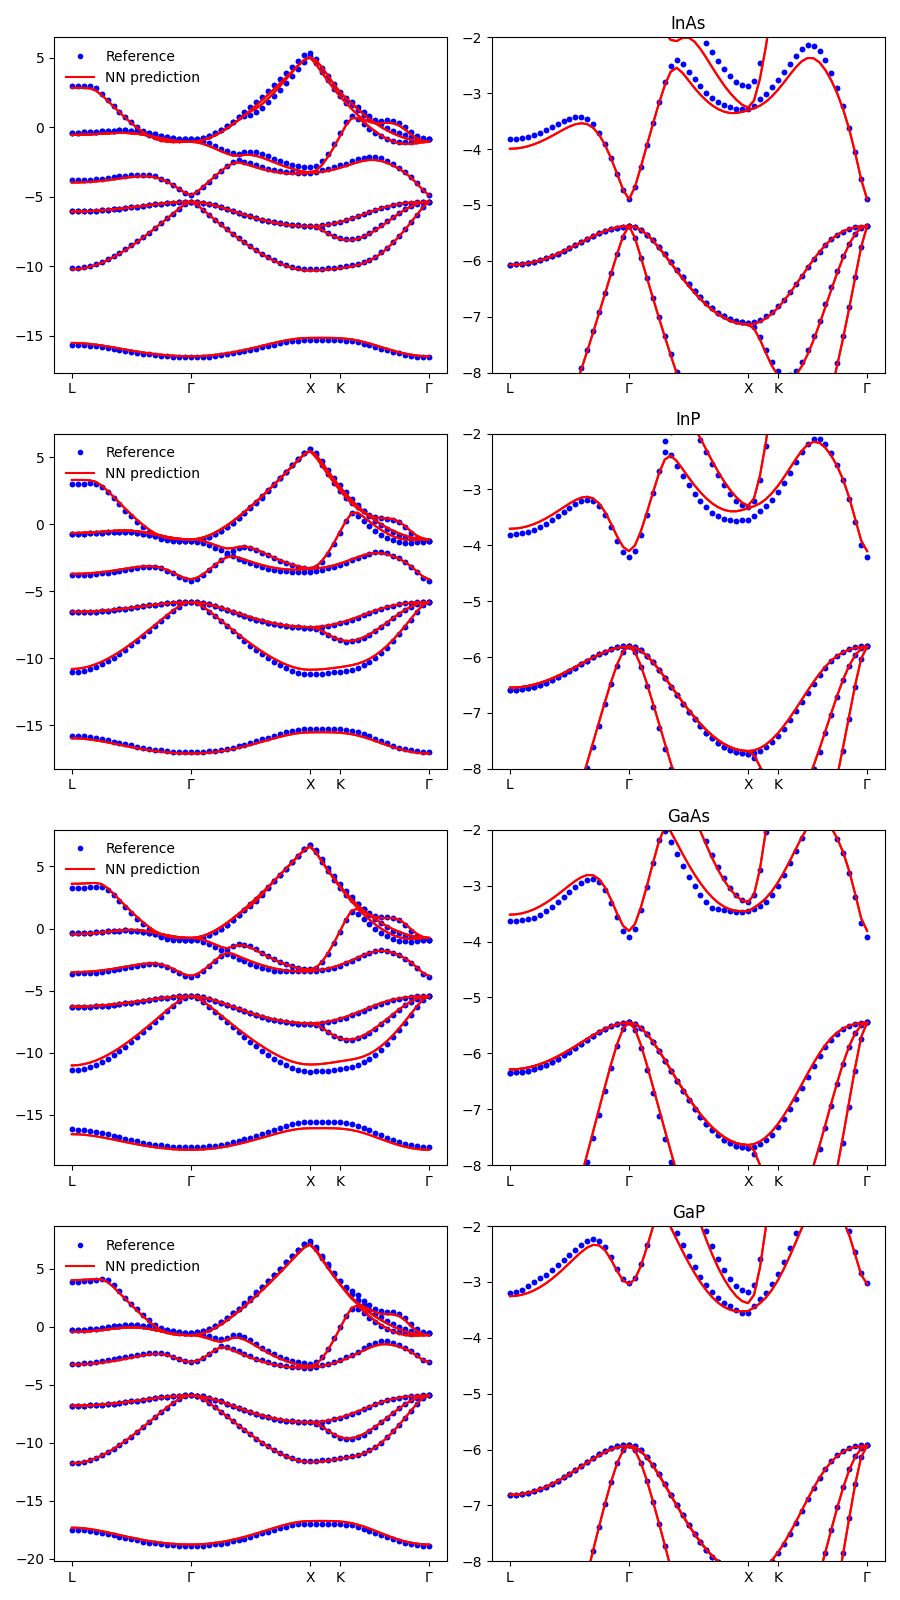 InAs
5
0
−5
−10
−15
Reference
NN prediction
L Γ X K Γ
−2
−3
−4
−5
−6
−7
−8
L Γ X K Γ
InP
5
0
−5
−10
−15
Reference
NN prediction
L Γ X K Γ
−2
−3
−4
−5
−6
−7
−8
L Γ X K Γ
GaAs
5
0
−5
−10
−15
Reference
NN prediction
L Γ X K Γ
−2
−3
−4
−5
−6
−7
−8
L Γ X K Γ
GaP
5
0
−5
−10
−15
−20
Reference
NN prediction
L Γ X K Γ
−2
−3
−4
−5
−6
−7
−8
L Γ X K Γ